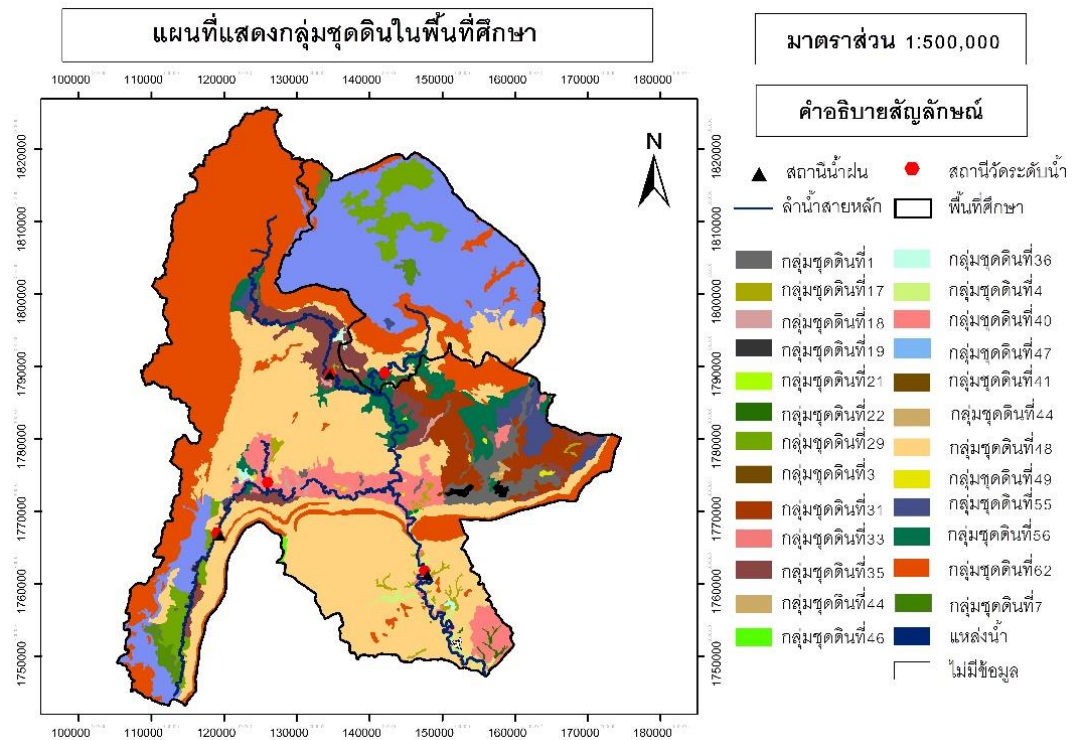 แผนที่แสดงกลุ่มชุดดินในพื้นที่ศึกษา
มาตราส่วน 1:500,000
คำอธิบายสัญลักษณ์
100000 110000 120000 130000 140000 150000 160000 170000 180000
1820000
1810000
1800000
1790000
1780000
1770000
1760000
1750000
N
1820000
1810000
1800000
1790000
1780000
1770000
1760000
1750000
100000 110000 120000 130000 140000 150000 160000 170000 180000
สถานีน้ำฝน
สถานีวัดระดับน้ำ
ลำน้ำสายหลัก
พื้นที่ศึกษา
กลุ่มชุดดินที่1
กลุ่มชุดดินที่17
กลุ่มชุดดินที่18
กลุ่มชุดดินที่19
กลุ่มชุดดินที่21
กลุ่มชุดดินที่22
กลุ่มชุดดินที่29
กลุ่มชุดดินที่3
กลุ่มชุดดินที่31
กลุ่มชุดดินที่33
กลุ่มชุดดินที่35
กลุ่มชุดดินที่44
กลุ่มชุดดินที่46
กลุ่มชุดดินที่36
กลุ่มชุดดินที่4
กลุ่มชุดดินที่40
กลุ่มชุดดินที่47
กลุ่มชุดดินที่41
กลุ่มชุดดินที่44
กลุ่มชุดดินที่48
กลุ่มชุดดินที่49
กลุ่มชุดดินที่55
กลุ่มชุดดินที่56
กลุ่มชุดดินที่62
กลุ่มชุดดินที่7
แหล่งน้ำ
ไม่มีข้อมูล